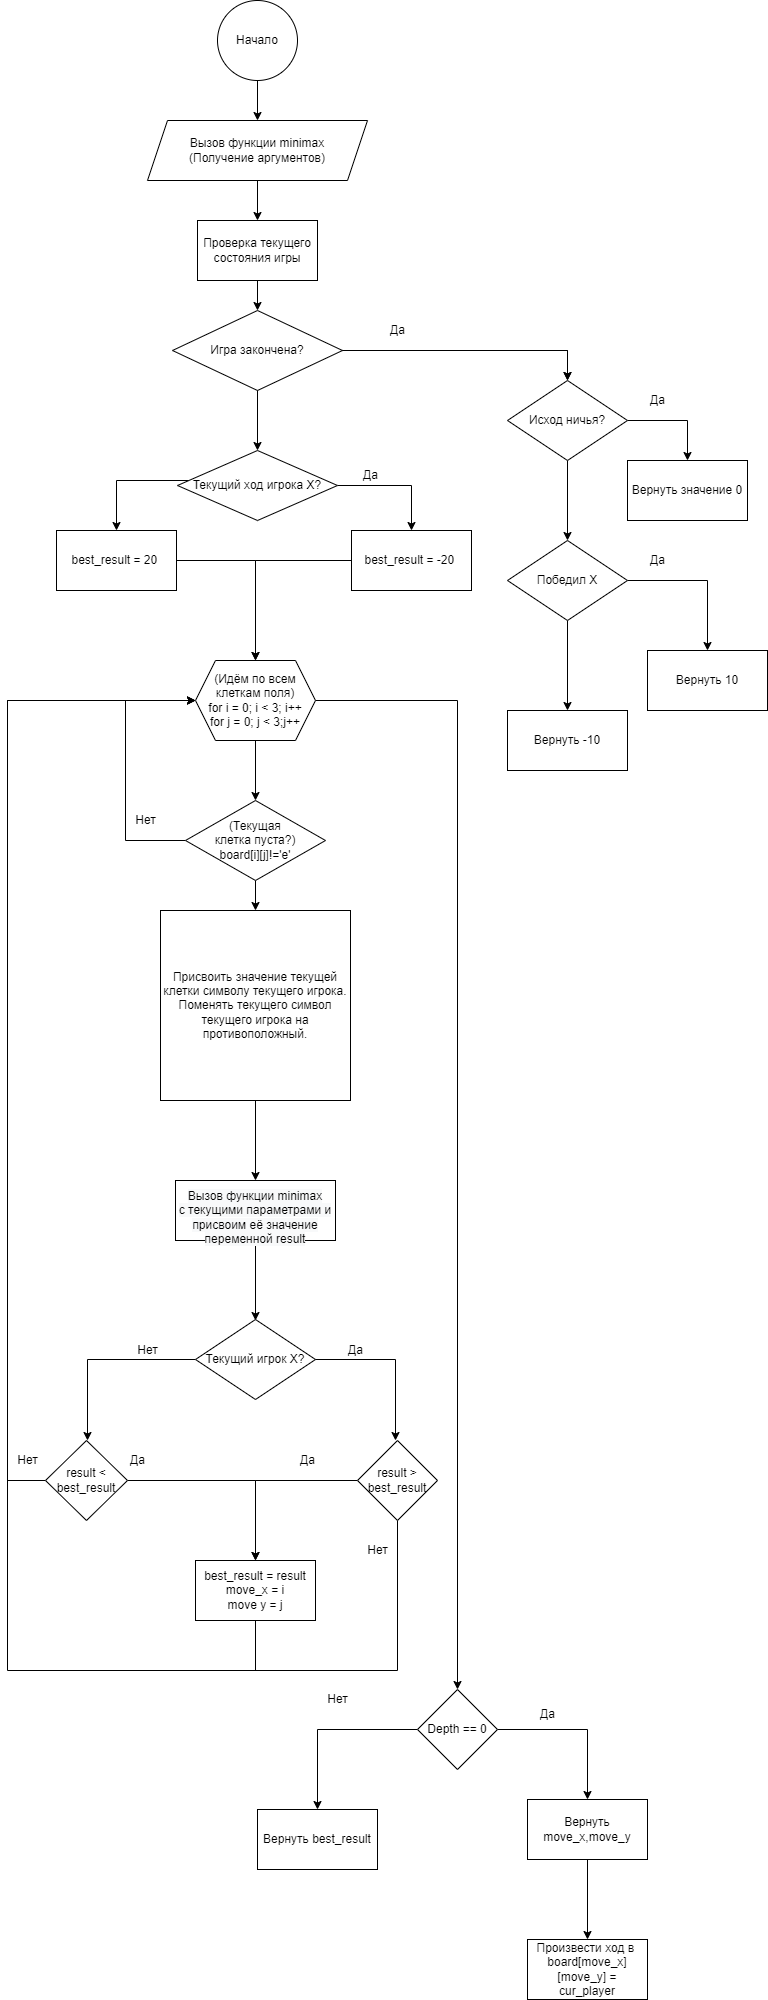 Начало
Вызов функции minimax
(Получение аргументов)
Проверка текущего
состояния игры
Да
Игра закончена?
Да
Исход ничья?
Текущий ход игрока X?
Да
Вернуть значение 0
best_result = 20
best_result = -20
Да
Победил X
Вернуть 10
(Идём по всем
клеткам поля)
for i = 0; i < 3; i++
for j = 0; j < 3;j++
Вернуть -10
Нет
(Текущая
клетка пуста?)
board[i][j]!='e'
Присвоить значение текущей
клетки символу текущего игрока.
Поменять текущего символ
текущего игрока на
противоположный.
Вызов функции minimax
с текущими параметрами и
присвоим её значение
переменной result
Нет
Текущий игрок X?
Да
Нет
result <
best_result
Да
Да
result >
best_result
Нет
best_result = result
move_x = i
move y = j
Нет
Depth == 0
Да
Вернуть best_result
Вернуть
move_x,move_y
Произвести ход в
board[move_x]
[move_y] =
cur_player